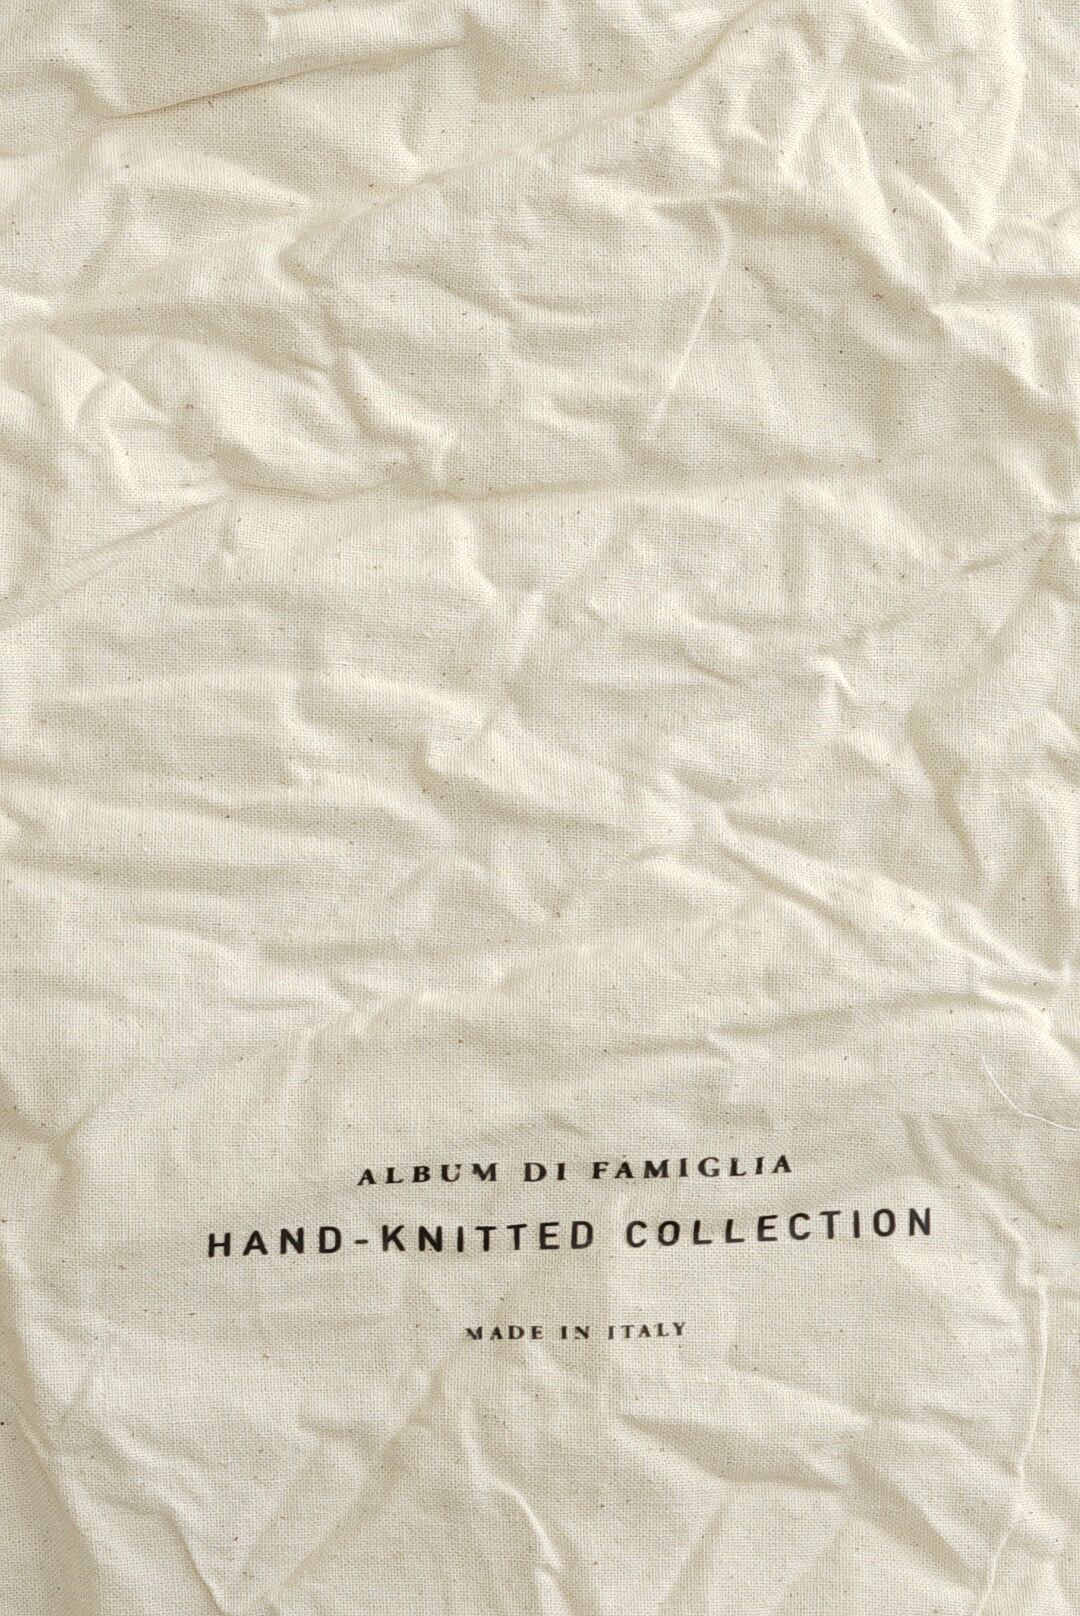 ALBUM DI FAMIGLIA
HAND-KNITTED COLLECTION
MADE IN ITALY